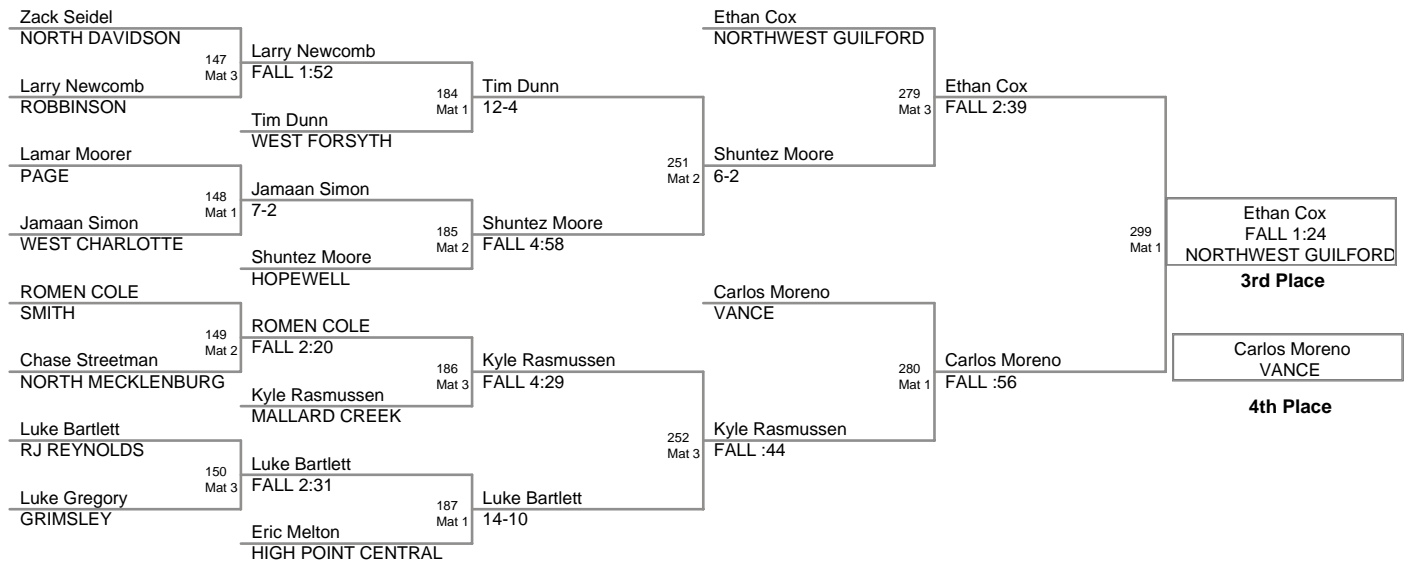 Zack Seidel
NORTH DAVIDSON
147
Mat 3
Larry Newcomb
ROBBINSON
Lamar Moorer
PAGE
148
Mat 1
Jamaan Simon
WEST CHARLOTTE
ROMEN COLE
SMITH
149
Mat 2
Chase Streetman
NORTH MECKLENBURG
Luke Bartlett
RJ REYNOLDS
150
Mat 3
Luke Gregory
GRIMSLEY
Larry Newcomb
FALL 1:52
184
Mat 1
Tim Dunn
WEST FORSYTH
Jamaan Simon
7-2
185
Mat 2
Shuntez Moore
HOPEWELL
ROMEN COLE
FALL 2:20
186
Mat 3
Kyle Rasmussen
MALLARD CREEK
Luke Bartlett
FALL 2:31
187
Mat 1
Eric Melton
HIGH POINT CENTRAL
Tim Dunn
12-4
251
Mat 2
Shuntez Moore
FALL 4:58
Kyle Rasmussen
FALL 4:29
252
Mat 3
Luke Bartlett
14-10
Ethan Cox
NORTHWEST GUILFORD
279
Mat 3
Shuntez Moore
6-2
Carlos Moreno
VANCE
280
Mat 1
Kyle Rasmussen
FALL :44
Ethan Cox
FALL 2:39
299
Mat 1
Carlos Moreno
FALL :56
Ethan Cox
FALL 1:24
NORTHWEST GUILFORD
3rd Place
Carlos Moreno
VANCE
4th Place